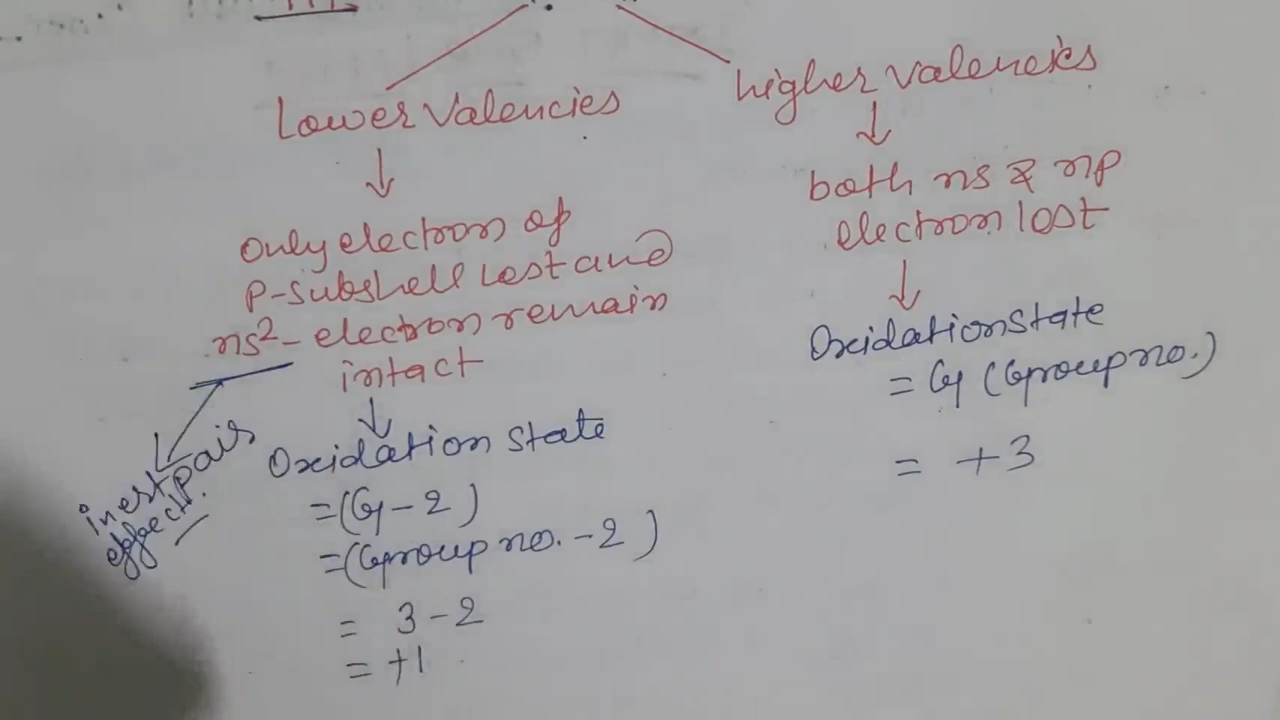 Lower Valencies
↓
Only electron of
P-subshell lost and
ns²- electron remain
intact
↓
Oxidation state
=(G-2)
=(Group no.-2)
= 3-2
= +1
inest pair
effect.
higher valencies
↓
both ns & np
electron lost
↓
Oxidation State
= G (Group no.)
= +3